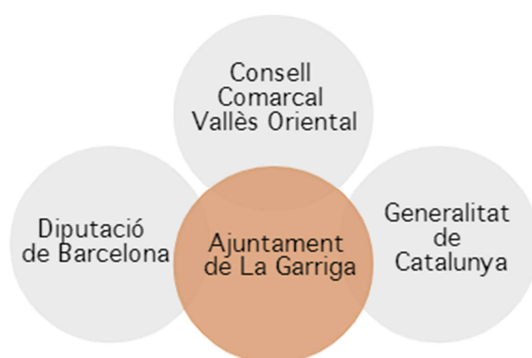 Consell
Comarcal
Vallès Oriental
Diputació
de Barcelona
Ajuntament
de La Garriga
Generalitat
de
Catalunya